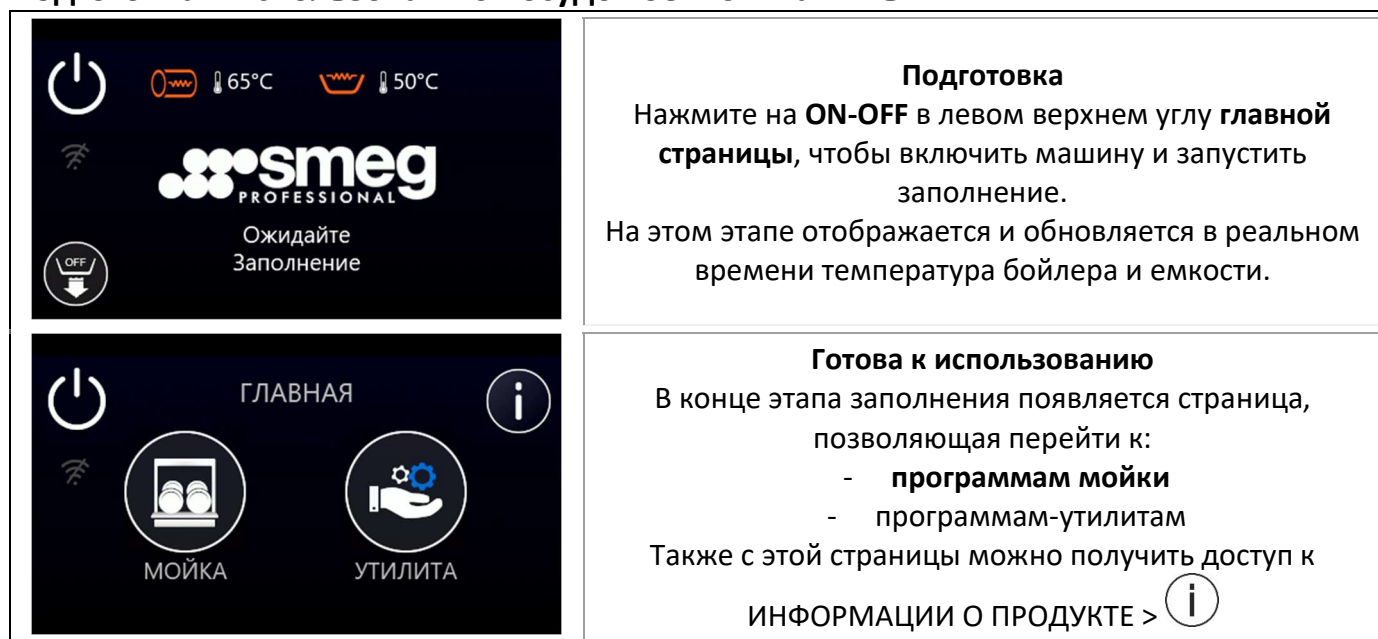 65°C 50°C
smeg
PROFESSIONAL
Ожидайте
Заполнение
OFF
Подготовка
Нажмите на ON-OFF в левом верхнем углу главной
страницы, чтобы включить машину и запустить
заполнение.
На этом этапе отображается и обновляется в реальном
времени температура бойлера и емкости.
ГЛАВНАЯ
i
МОЙКА УТИЛИТА
Готова к использованию
В конце этапа заполнения появляется страница,
позволяющая перейти к:
- программам мойки
- программам-утилитам
Также с этой страницы можно получить доступ к
ИНФОРМАЦИИ О ПРОДУКТЕ > i